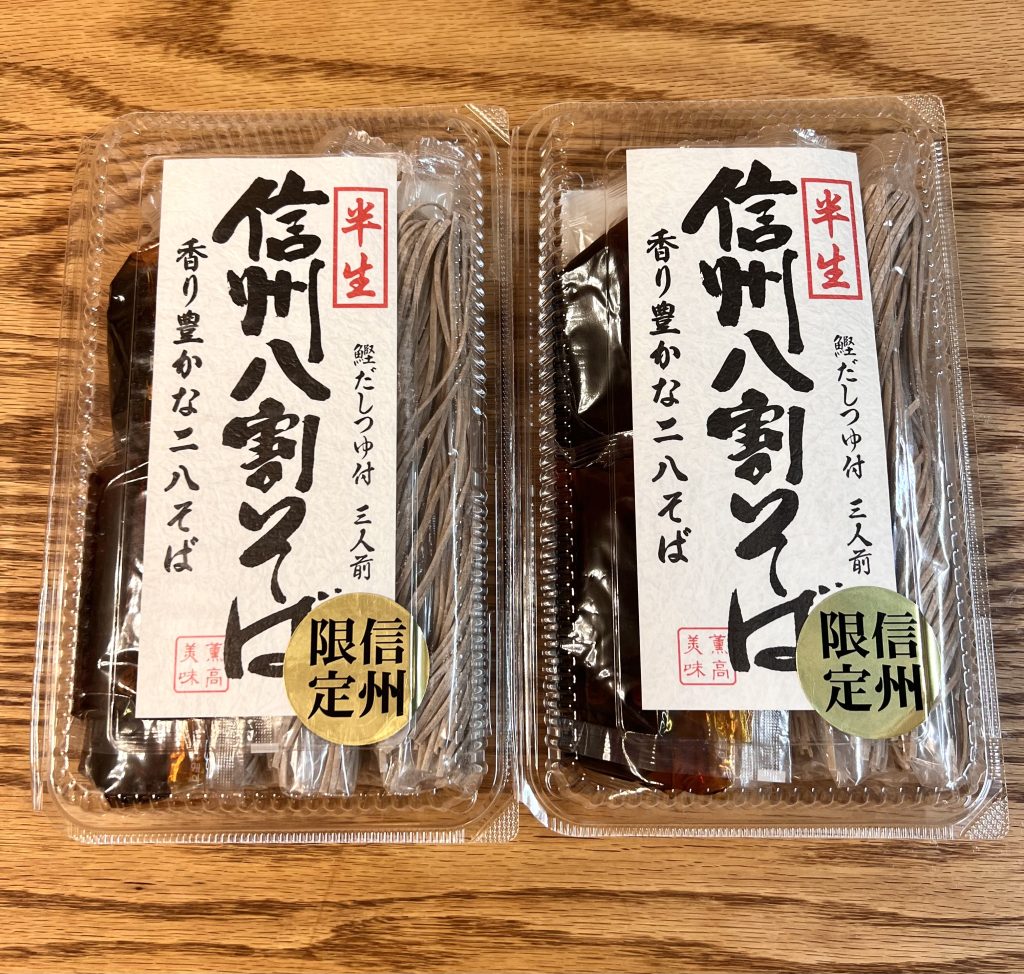 半生
信州八割そば
鰹だしつゆ付 三人前
香り豊かな二八そば
薫高
美味
信州
限定
半生
信州八割そば
鰹だしつゆ付 三人前
香り豊かな二八そば
薫高
美味
信州
限定